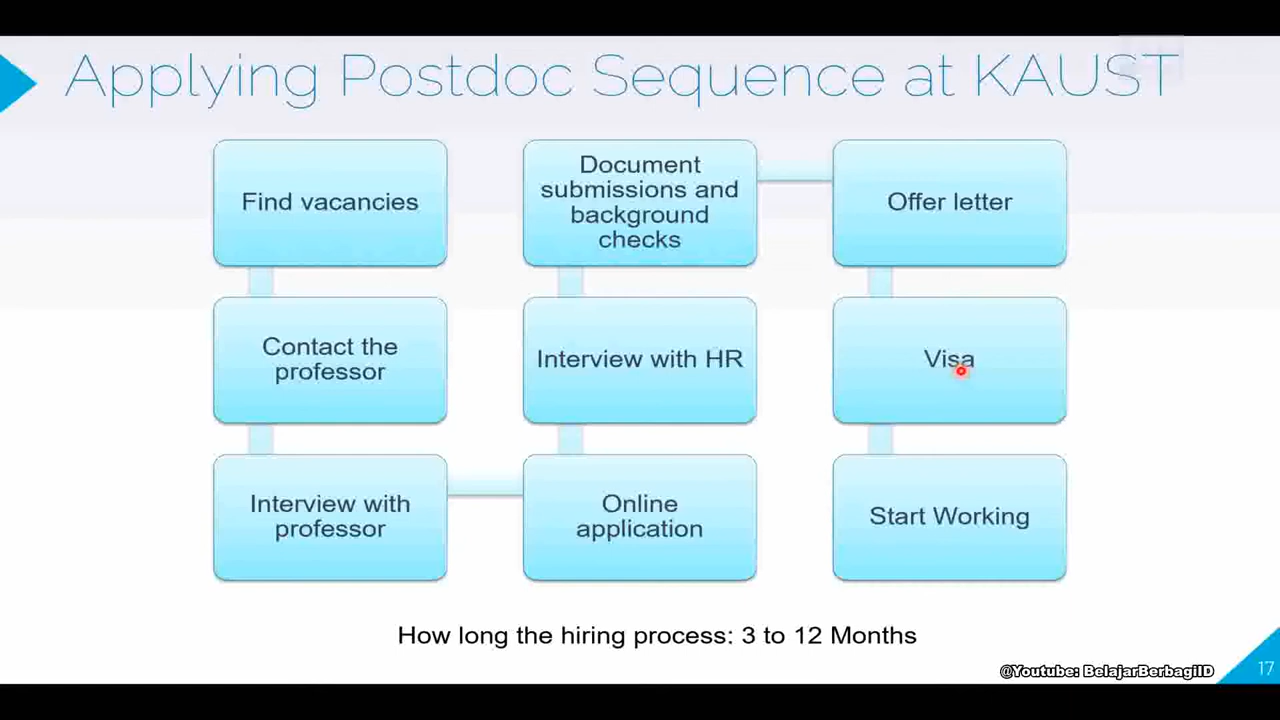 Applying Postdoc Sequence at KAUST
Find vacancies
Contact the
professor
Interview with
professor
Online
application
Interview with HR
Document
submissions and
background
checks
Offer letter
Visa
Start Working
How long the hiring process: 3 to 12 Months
@Youtube: BelajarBerbagiID
17